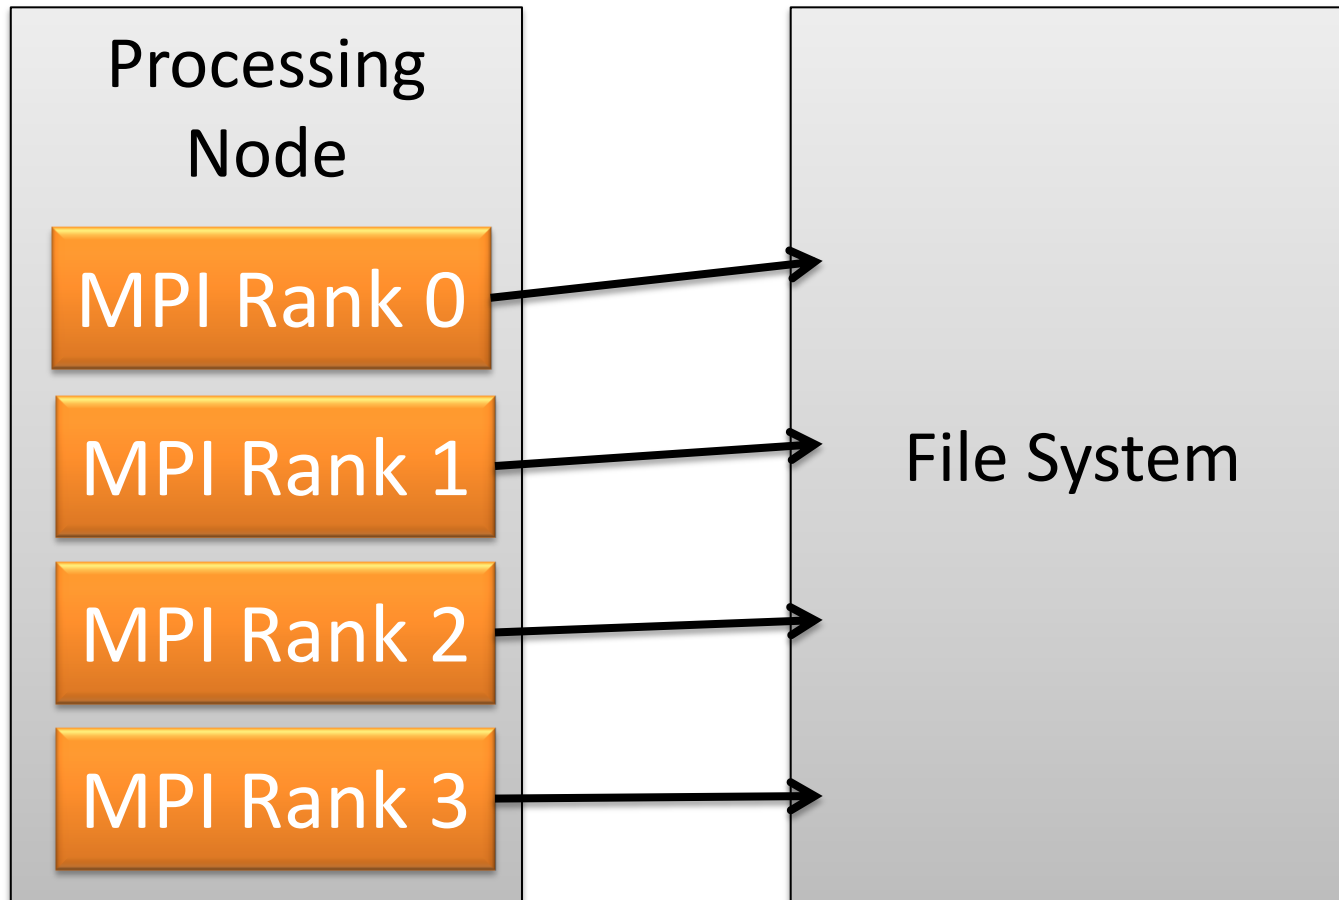 Processing
Node
MPI Rank 0
MPI Rank 1
MPI Rank 2
MPI Rank 3
File System